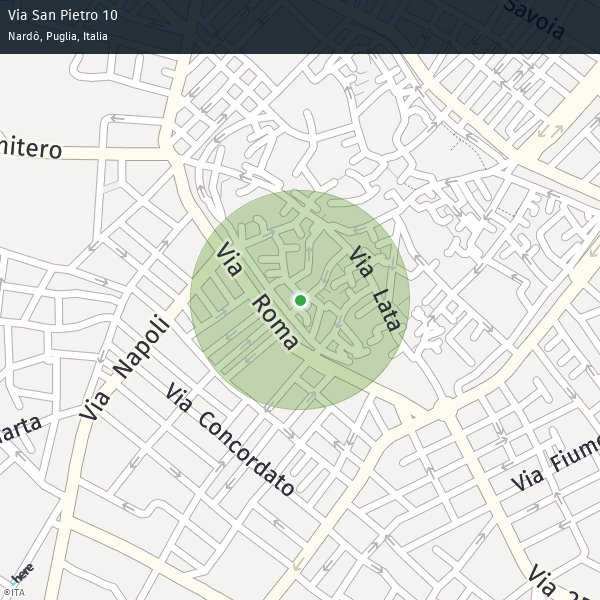 Via San Pietro 10
Nardò, Puglia, Italia
Savoia
mitero
Via Roma
Via Lata
Via Napoli
Via Concordato
arta
Via Fiume
Via 25
here
©ITA